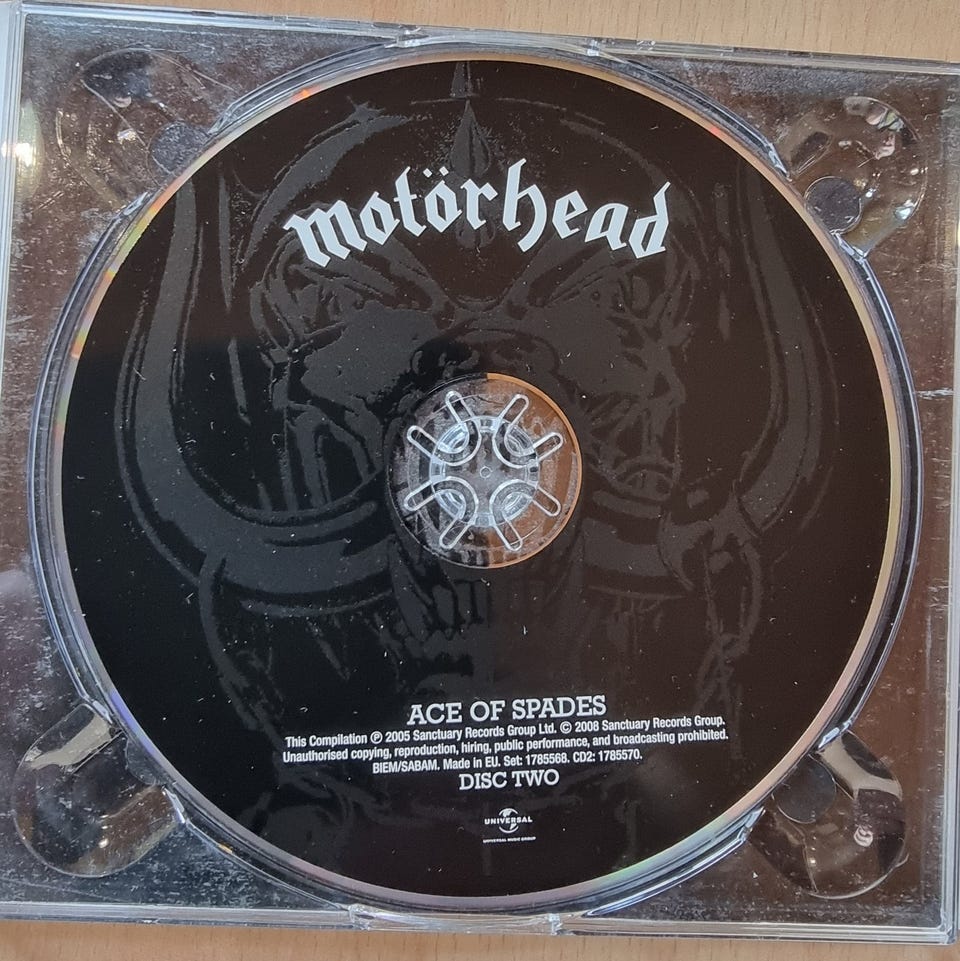 motörhead
ACE OF SPADES
This Compilation ℗ 2005 Sanctuary Records Group Ltd. © 2008 Sanctuary Records Group.
Unauthorised copying, reproduction, hiring, public performance, and broadcasting prohibited.
BIEM/SABAM. Made in EU. Set: 1785568. CD2: 1785570.
DISC TWO
UNIVERSAL
UNIVERSAL MUSIC GROUP